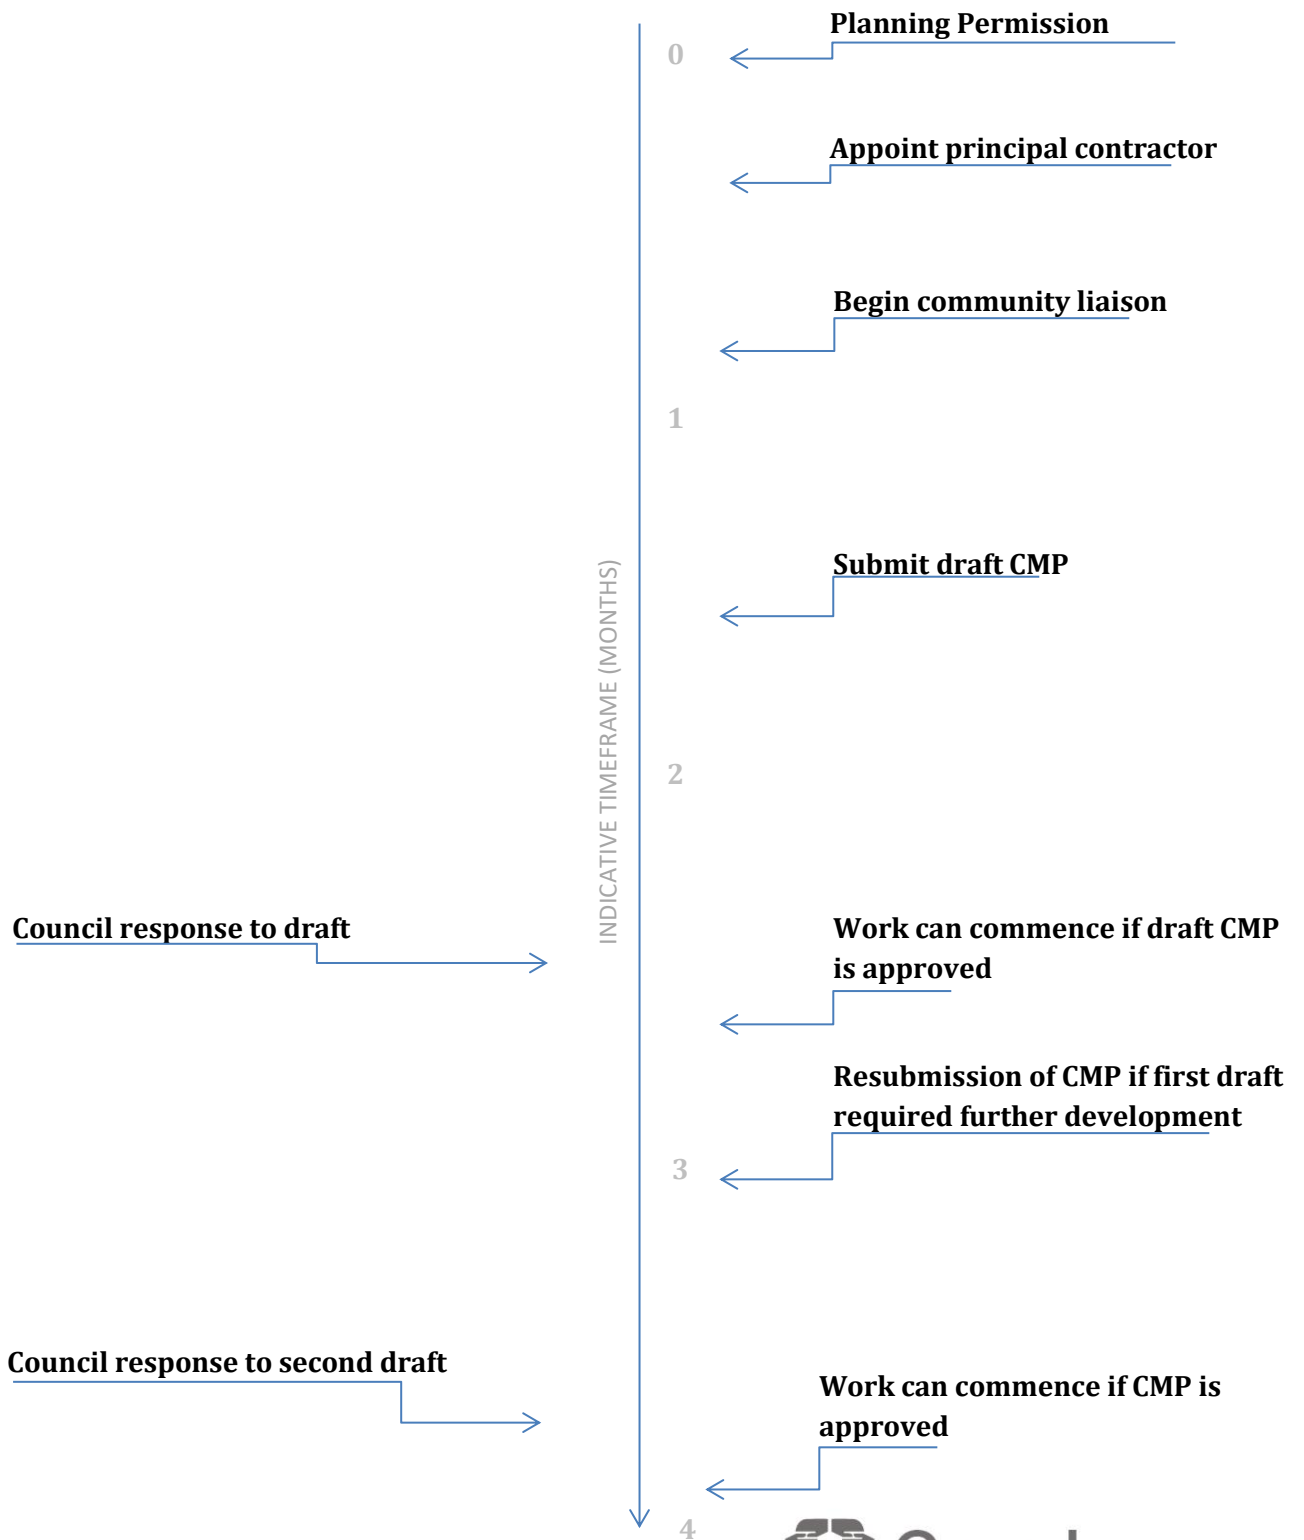 Planning Permission
0
Appoint principal contractor
Begin community liaison
1
Submit draft CMP
INDICATIVE TIMEFRAME (MONTHS)
2
Council response to draft
Work can commence if draft CMP
is approved
Resubmission of CMP if first draft
required further development
3
Council response to second draft
Work can commence if CMP is
approved
4